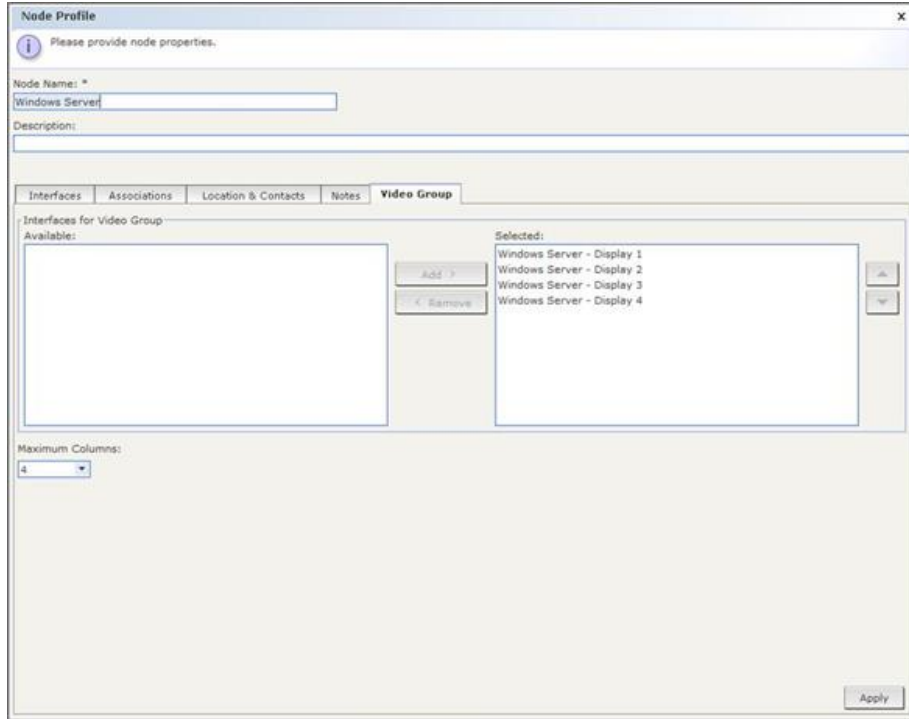 Node Profile
x
Please provide node properties.
Node Name: *
Windows Server
Description:
Interfaces
Associations
Location & Contacts
Notes
Video Group
Interfaces for Video Group
Available:
Selected:
Add >
< Remove
Windows Server - Display 1
Windows Server - Display 2
Windows Server - Display 3
Windows Server - Display 4
Maximum Columns:
4
Apply